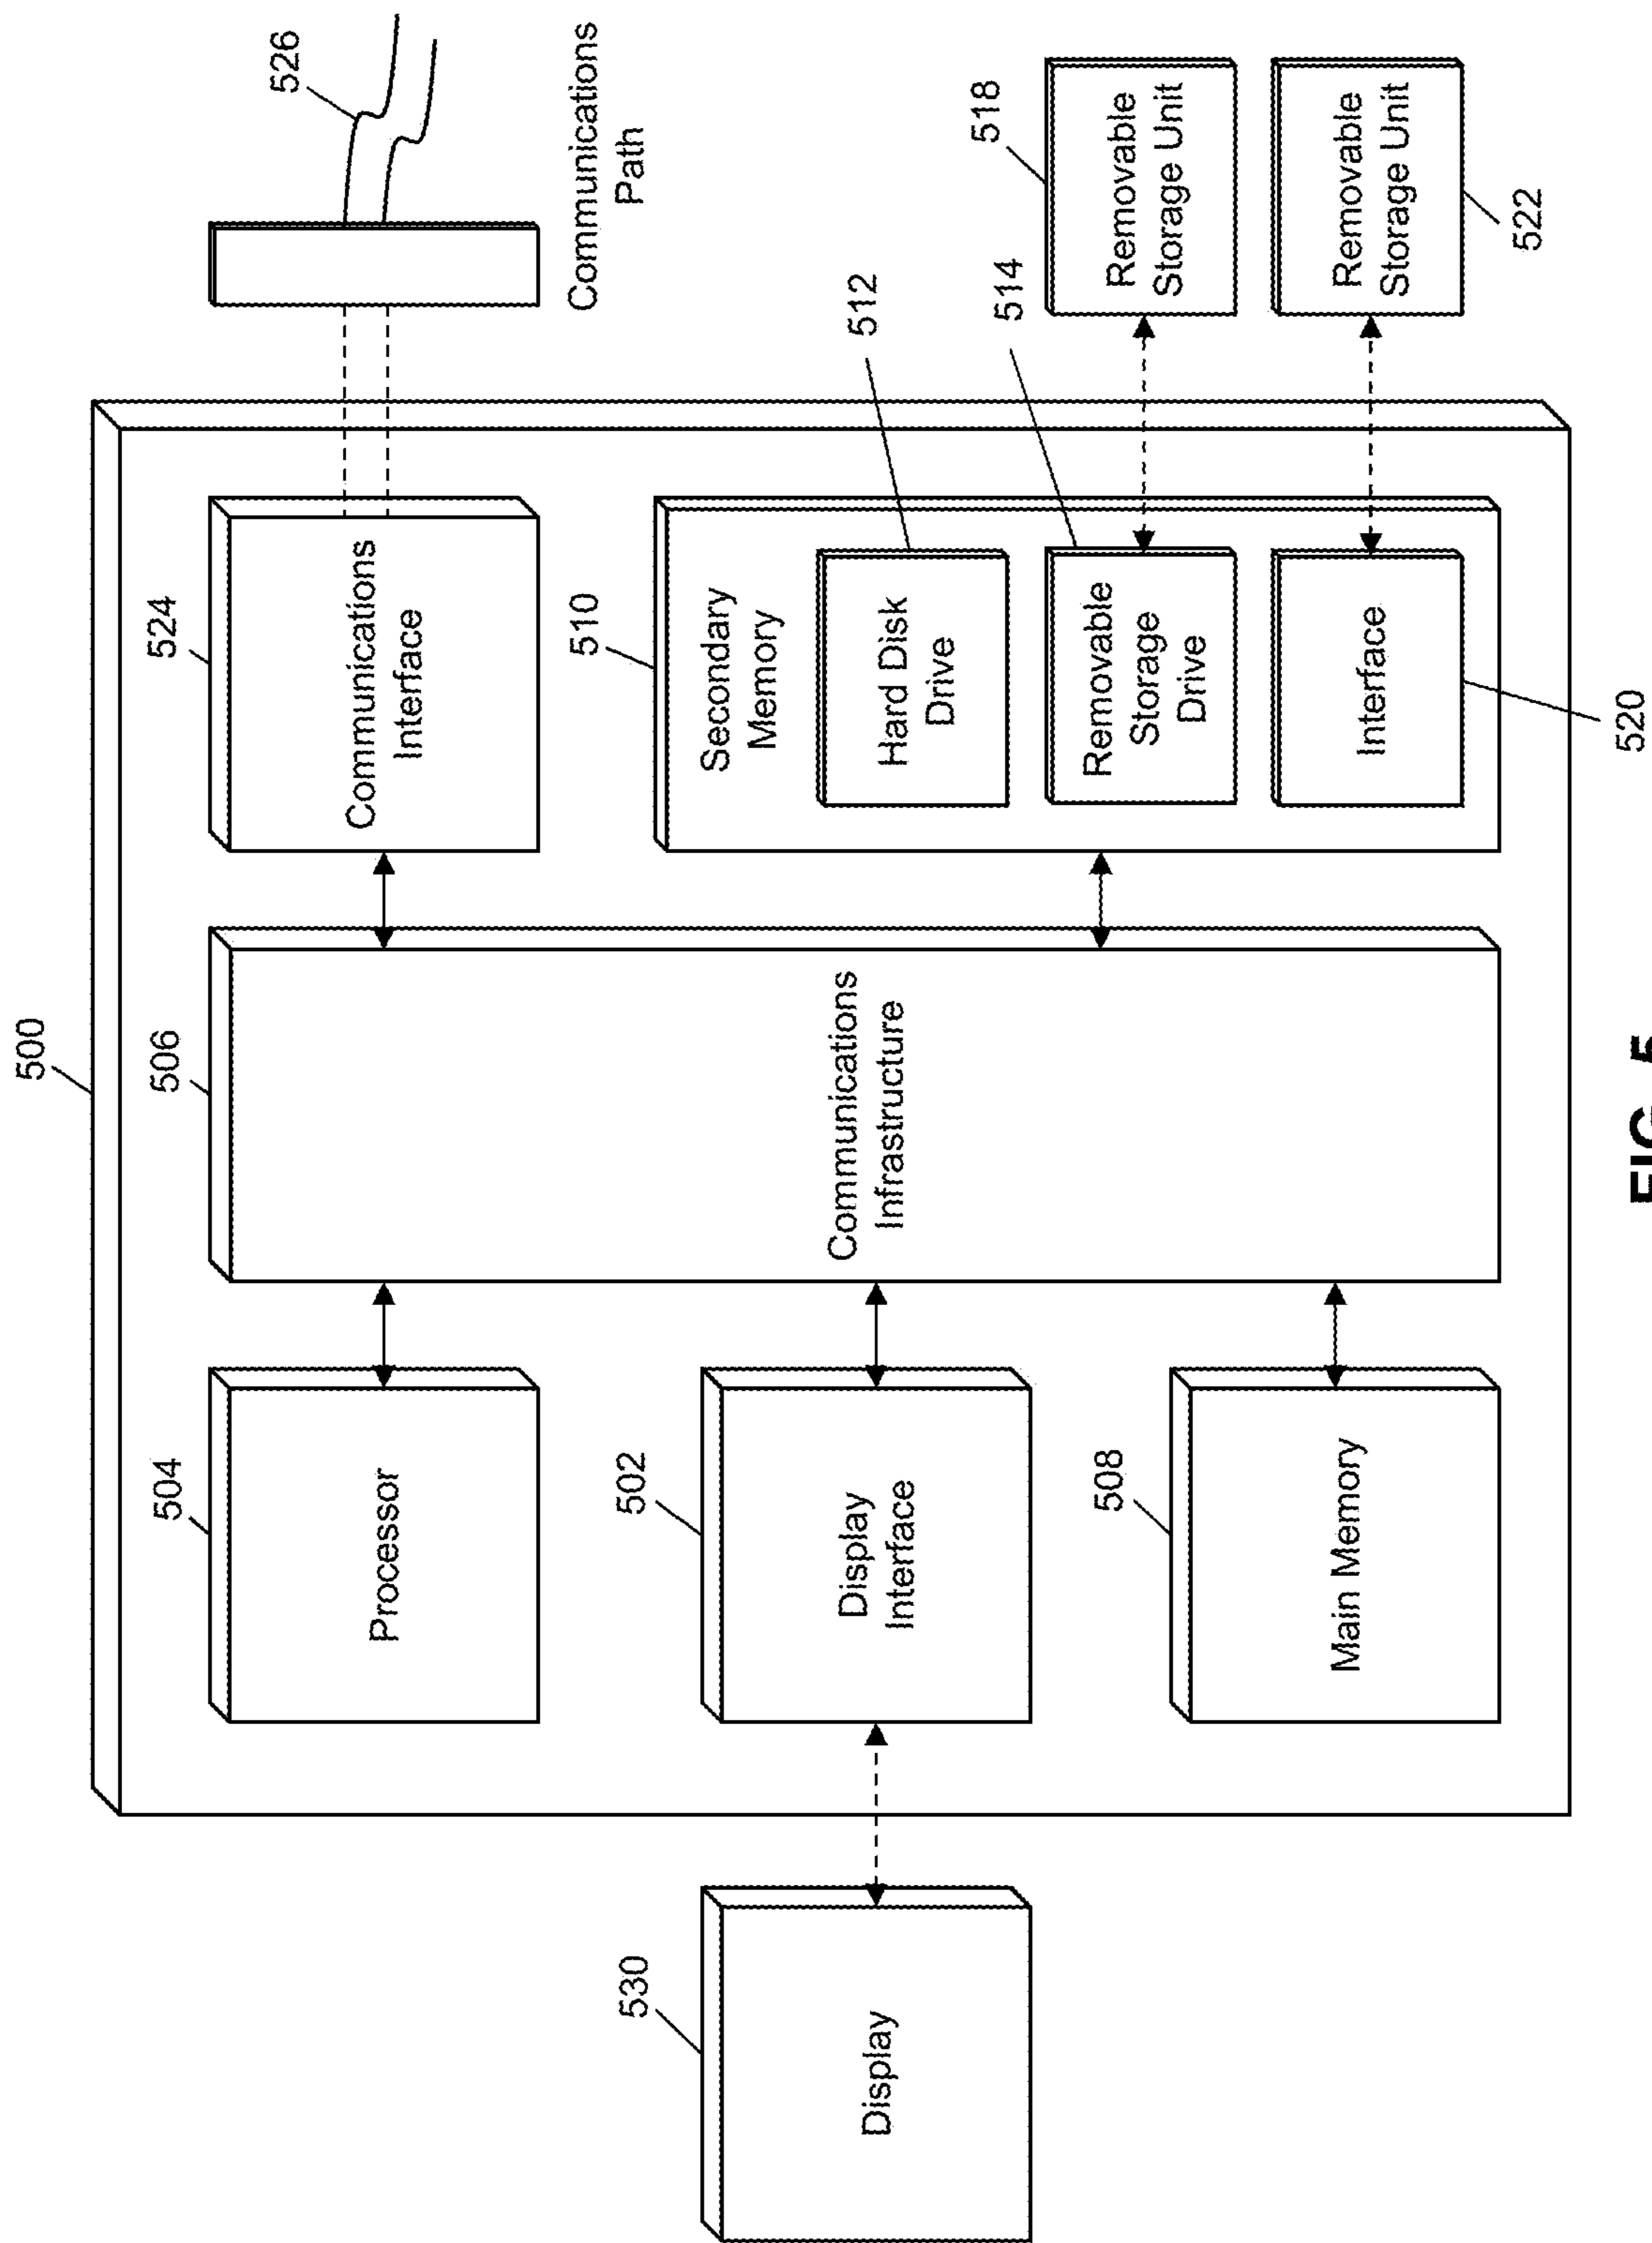 500
504
Processor
506
Communications
Infrastructure
524
Communications
Interface
526
Communications
Path
530
Display
502
Display
Interface
508
Main Memory
510
Secondary
Memory
512
Hard Disk
Drive
514
Removable
Storage
Drive
518
Removable
Storage Unit
Interface
520
Removable
Storage Unit
522
FIG. 5